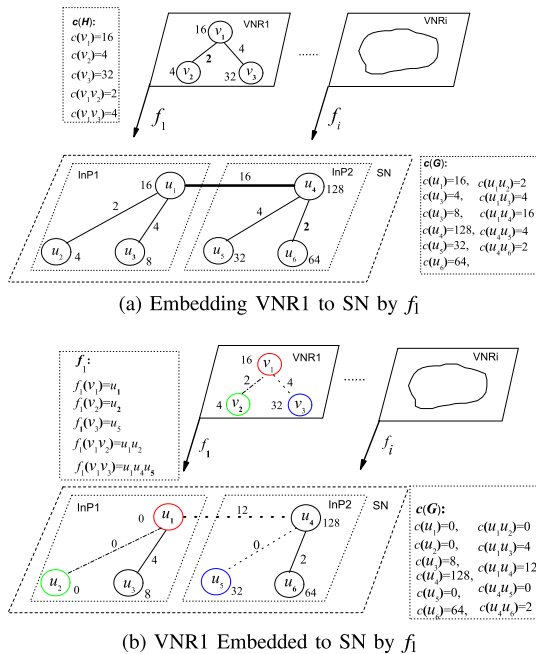 c(H):
c(v₁)=16
c(v₂)=4
c(v₃)=32
c(v₁v₂)=2
c(v₁v₃)=4
VNR1
16 v₁
2 4
4 v₂ 32 v₃
......
VNRi
f₁
fᵢ
InP1
InP2
SN
16 u₁ 16 u₄ 128
2 4 4 2
u₂ 4 u₃ 8 u₅ 32 u₆ 64
c(G):
c(u₁)=16, c(u₁u₂)=2
c(u₃)=4, c(u₁u₃)=4
c(u₃)=8, c(u₁u₄)=16
c(u₄)=128, c(u₄u₅)=4
c(u₅)=32, c(u₄u₆)=2
c(u₆)=64,
(a) Embedding VNR1 to SN by f₁
f₁:
f₁(v₁)=u₁
f₁(v₂)=u₂
f₁(v₃)=u₅
f₁(v₁v₂)=u₁u₂
f₁(v₁v₃)=u₁u₄u₅
VNR1
16 v₁
2 4
4 v₂ 32 v₃
......
VNRi
f₁
fᵢ
InP1
InP2
SN
0 u₁ 12 u₄ 128
0 4 0 2
u₂ 0 u₃ 8 u₅ 32 u₆ 64
c(G):
c(u₁)=0, c(u₁u₂)=0
c(u₂)=0, c(u₁u₃)=4
c(u₃)=8, c(u₁u₄)=12
c(u₄)=128, c(u₄u₅)=0
c(u₅)=0, c(u₄u₆)=2
c(u₆)=64,
(b) VNR1 Embedded to SN by f₁